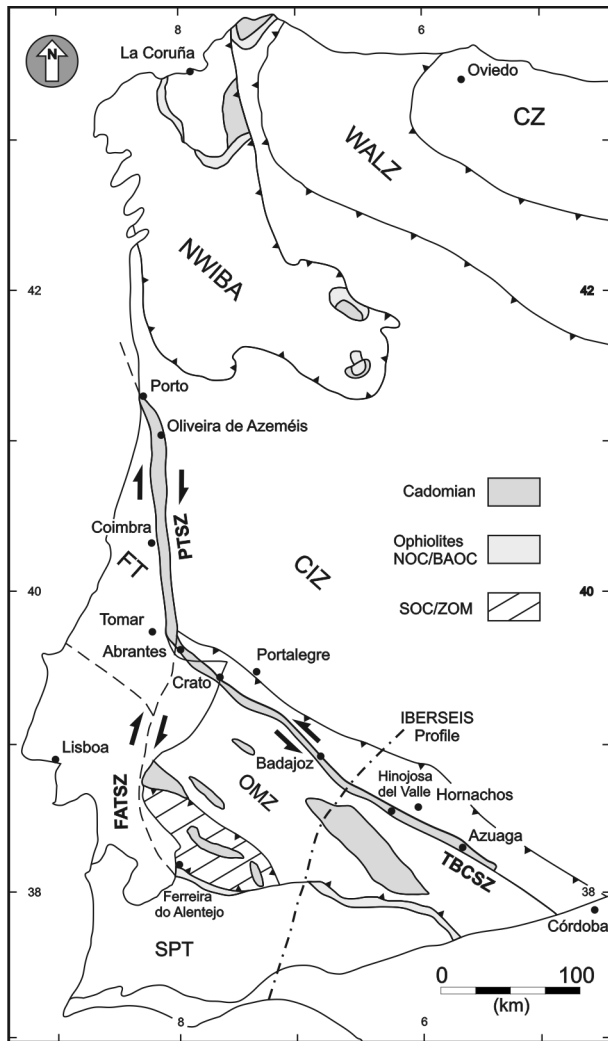 8
6
N
La Coruña
Oviedo
CZ
WALZ
NWIBA
42
42
Porto
Oliveira de Azeméis
Cadomian
PTSZ
Coimbra
Ophiolites
NOC/BAOC
FT
CIZ
40
40
SOC/ZOM
Tomar
Abrantes
Portalegre
Crato
IBERSEIS
Profile
Lisboa
Badajoz
FATSZ
OMZ
Hinojosa
del Valle
Hornachos
Azuaga
TBCSZ
38
38
Ferreira
do Alentejo
Córdoba
SPT
0
100
(km)
8
6